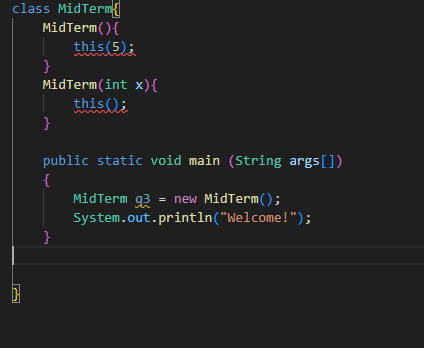 class MidTerm{
MidTerm(){
this(5);
}
MidTerm(int x){
this();
}
public static void main (String args[])
{
MidTerm q3 = new MidTerm();
System.out.println("Welcome!");
}
}